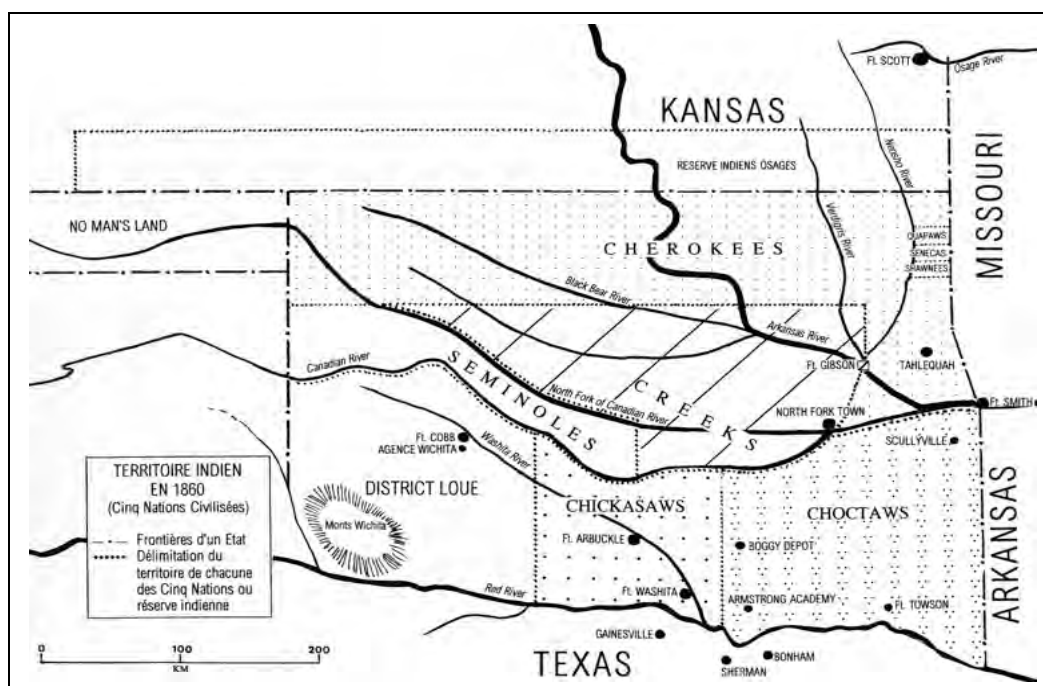 Ft. SCOTT
Osage River
KANSAS
MISSOURI
RESERVE INDIENS OSAGES
Neosho River
Verdigris River
NO MAN'S LAND
QUAPAWS
CHEROKEES
SENECAS
SHAWNEES
Black Bear River
Arkansas River
Canadian River
Ft. GIBSON
TAHLEQUAH
SEMINOLES
CREEKS
North Fork of Canadian River
NORTH FORK TOWN
Ft. SMITH
Ft. COBB
AGENCE WICHITA
Washita River
SCULLYVILLE
TERRITOIRE INDIEN
EN 1860
(Cinq Nations Civilisées)
Frontières d'un Etat
Délimitation du
territoire de chacune
des Cinq Nations ou
réserve indienne
DISTRICT LOUE
Monts Wichita
CHICKASAWS
CHOCTAWS
ARKANSAS
Ft. ARBUCKLE
BOGGY DEPOT
Red River
Ft. WASHITA
ARMSTRONG ACADEMY
Ft. TOWSON
GAINESVILLE
TEXAS
SHERMAN
BONHAM
0 100 200
KM